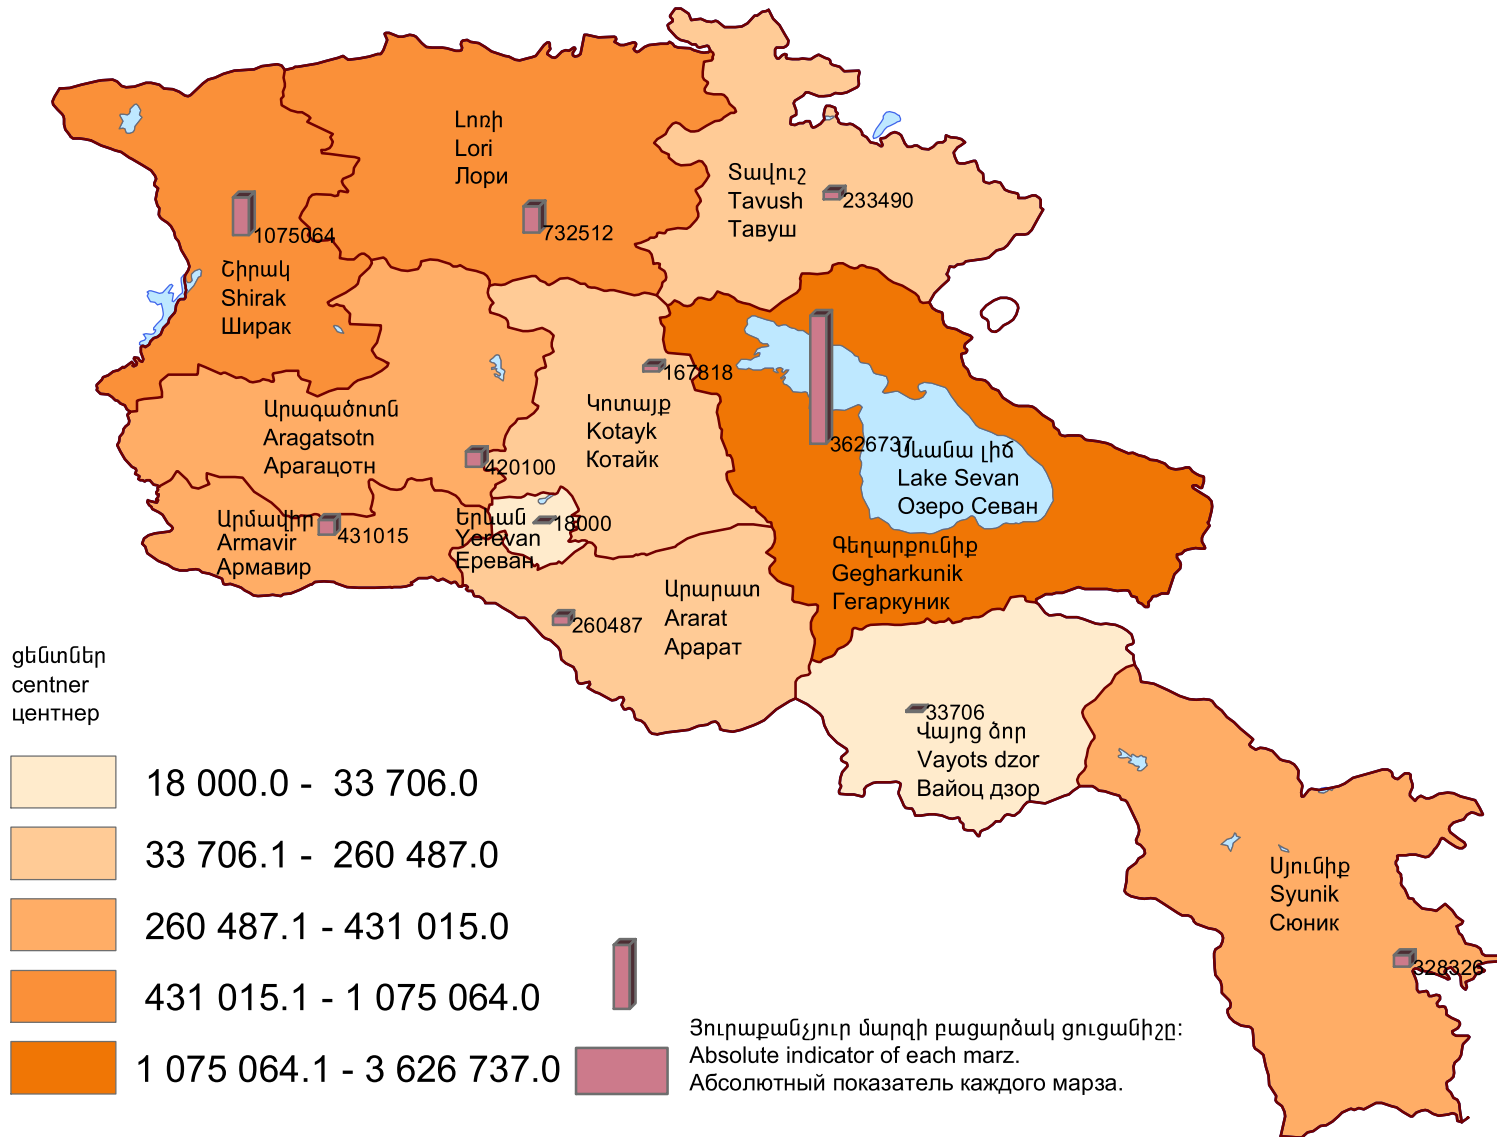 Լոռի
Lori
Лори
732512
Տավուշ
Tavush
Тавуш
233490
1075064
Շիրակ
Shirak
Ширак
167818
Կոտայք
Kotayk
Котайк
Արագածոտն
Aragatsotn
Арагацотн
420100
3626737
Սևանա լիճ
Lake Sevan
Озеро Севан
Արմավիր
Armavir
Армавир
431015
Երևան
Yerevan
Ереван
18000
Գեղարքունիք
Gegharkunik
Гегаркуник
Արարատ
Ararat
Арарат
260487
33706
Վայոց ձոր
Vayots dzor
Вайоц дзор
Սյունիք
Syunik
Сюник
328326
ցենտներ
centner
центнер
18 000.0 - 33 706.0
33 706.1 - 260 487.0
260 487.1 - 431 015.0
431 015.1 - 1 075 064.0
1 075 064.1 - 3 626 737.0
Յուրաքանչյուր մարզի բացարձակ ցուցանիշը:
Absolute indicator of each marz.
Абсолютный показатель каждого марза.